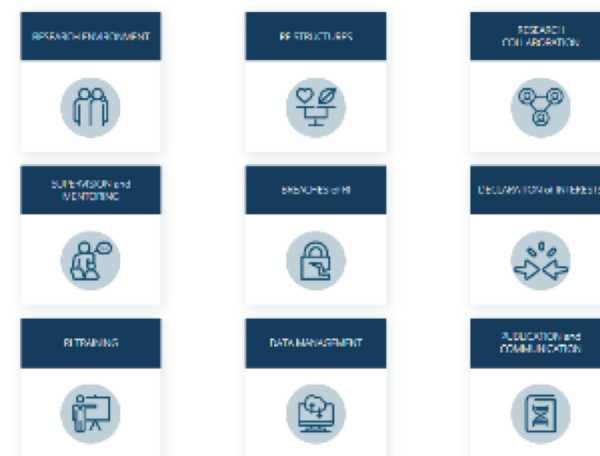 RESEARCH ENVIRONMENT
RE STRUCTURES
RESEARCH
COLLABORATION
SUPERVISION and
MENTORING
BREACHES of RI
DECLARATION of INTERESTS
RI TRAINING
DATA MANAGEMENT
PUBLICATION and
COMMUNICATION